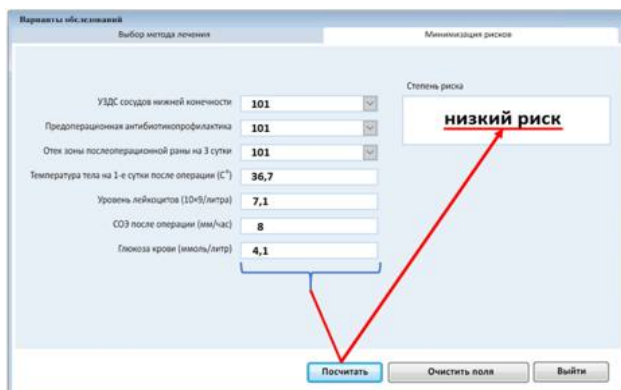 Варианты обследований
Выбор метода лечения
Минимизация рисков
Степень риска
УЗДС сосудов нижней конечности 101
низкий риск
Предоперационная антибиотикопрофилактика 101
Отек зоны послеоперационной раны на 3 сутки 101
Температура тела на 1-е сутки после операции (С°) 36,7
Уровень лейкоцитов (10×9/литра) 7,1
СОЭ после операции (мм/час) 8
Глюкоза крови (ммоль/литр) 4,1
Посчитать
Очистить поля
Выйти